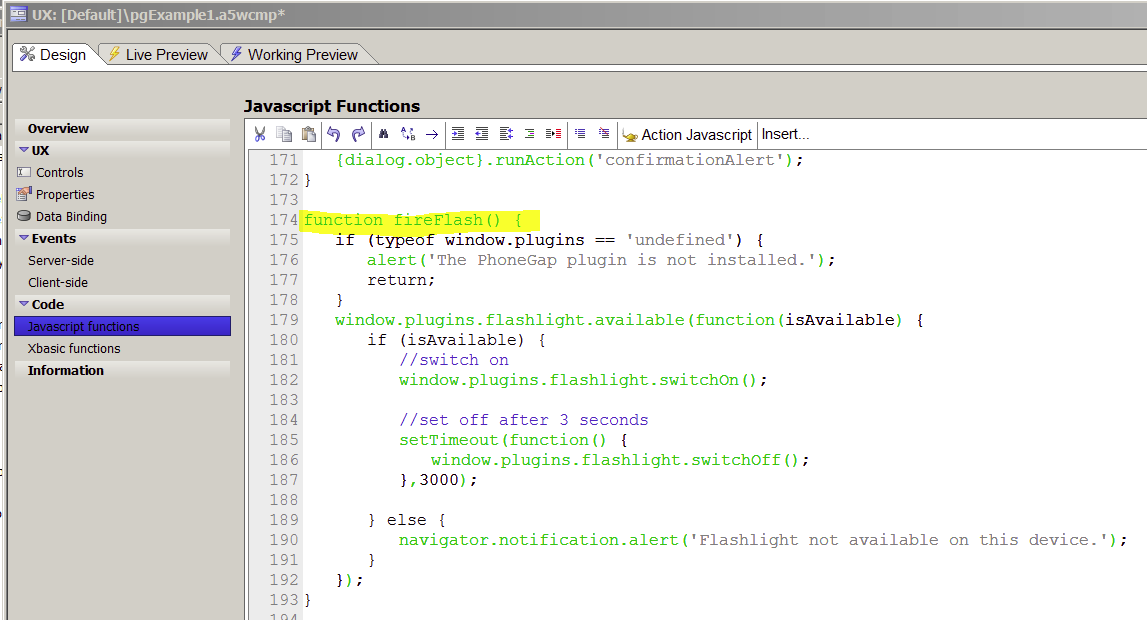 UX: [Default]\pgExample1.a5wcmp*
Design Live Preview Working Preview
Javascript Functions
Action Javascript Insert...
Overview
UX
Controls
Properties
Data Binding
Events
Server-side
Client-side
Code
Javascript functions
Xbasic functions
Information
171 {dialog.object}.runAction('confirmationAlert');
172 }
173
174 function fireFlash() {
175 if (typeof window.plugins == 'undefined') {
176 alert('The PhoneGap plugin is not installed.');
177 return;
178 }
179 window.plugins.flashlight.available(function(isAvailable) {
180 if (isAvailable) {
181 //switch on
182 window.plugins.flashlight.switchOn();
183
184 //set off after 3 seconds
185 setTimeout(function() {
186 window.plugins.flashlight.switchOff();
187 },3000);
188
189 } else {
190 navigator.notification.alert('Flashlight not available on this device.');
191 }
192 });
193 }
194